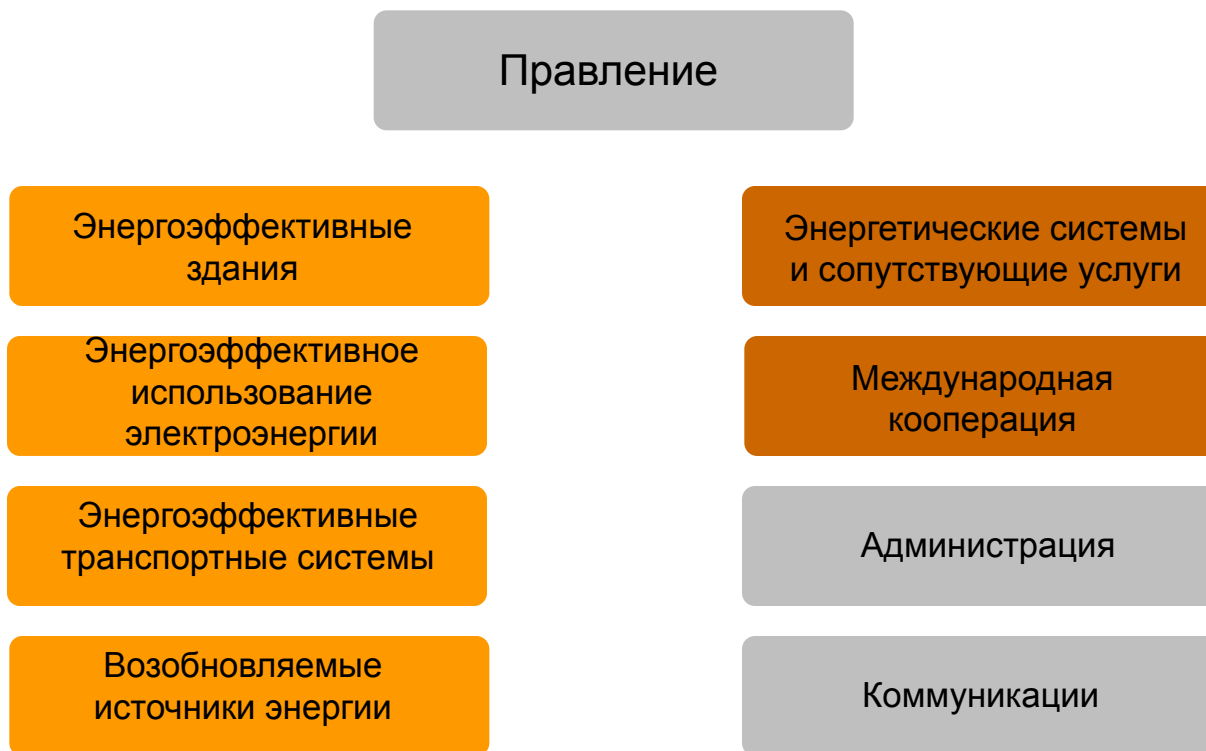 Правление
Энергоэффективные
здания
Энергоэффективное
использование
электроэнергии
Энергоэффективные
транспортные системы
Возобновляемые
источники энергии
Энергетические системы
и сопутствующие услуги
Международная
кооперация
Администрация
Коммуникации